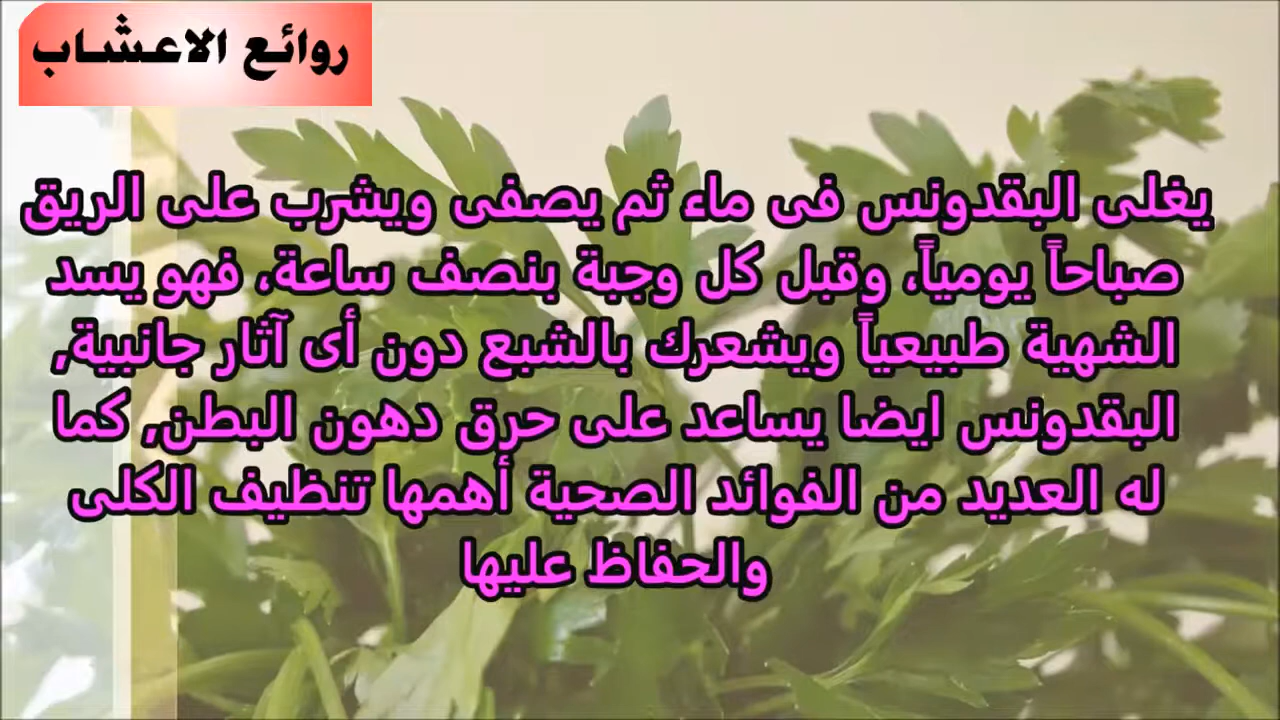 روائع الاعشاب
يغلى البقدونس فى ماء ثم يصفى ويشرب على الريق
صباحاً يومياً، وقبل كل وجبة بنصف ساعة، فهو يسد
الشهية طبيعياً ويشعرك بالشبع دون أى آثار جانبية,
البقدونس ايضا يساعد على حرق دهون البطن, كما
له العديد من الفوائد الصحية أهمها تنظيف الكلى
والحفاظ عليها